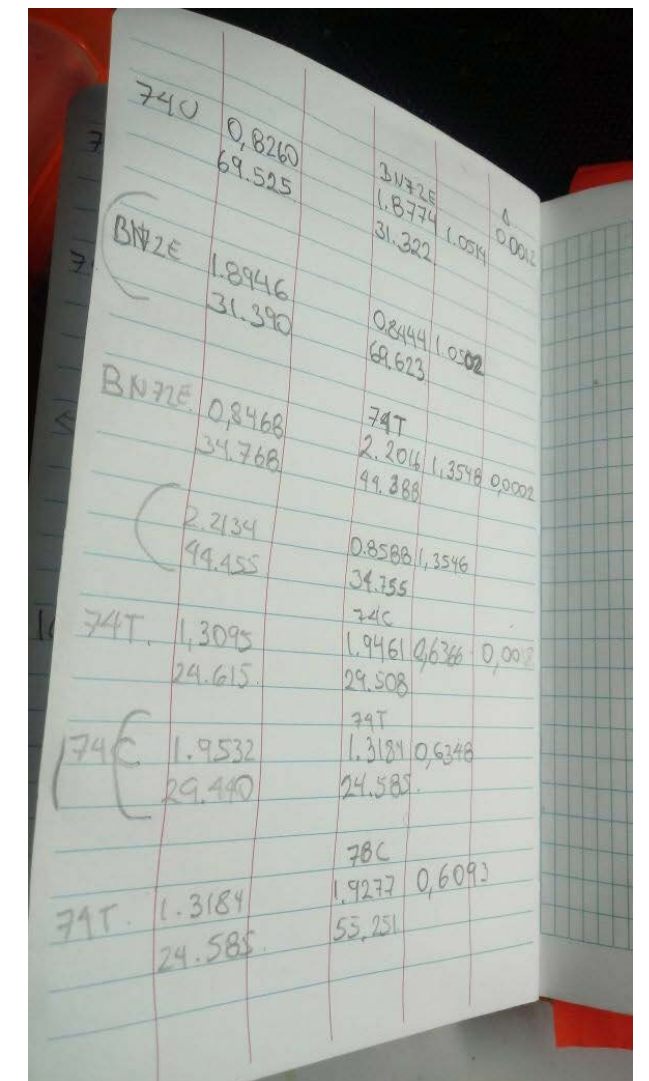 74U 0,8260 BN72E Δ
69.525 1.8774 1.0514 0.0012
31.322
BN72E 1.8946 0.8444 1.0502
31.390 69.623
BN72E 0,8468 74T
34.768 2.2016 1,3548 0,0002
44.388
2.2134 0.8588 1,3546
44.455 34.755
74T. 1,3095 74C
24.615. 1.9461 0,6366
29.508
74C 1.9532 74T
29.440 1.3184 0,6348
24.585.
74T. 1.3184 78C
24.585. 1.9277 0,6093
55,251